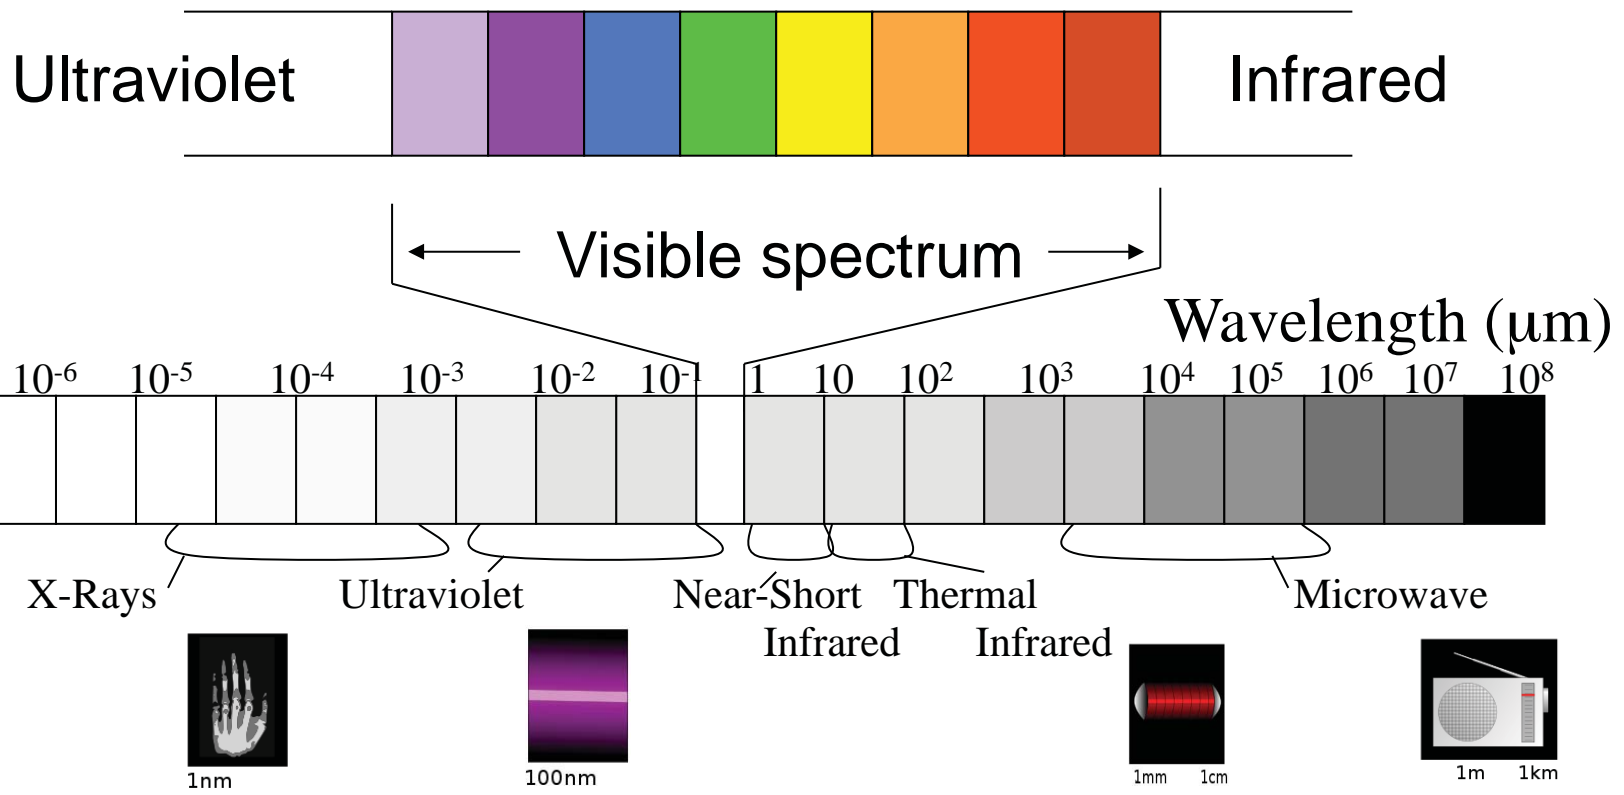 Ultraviolet Infrared
Visible spectrum
Wavelength (μm)
10-6 10-5 10-4 10-3 10-2 10-1 1 10 102 103 104 105 106 107 108
X-Rays Ultraviolet Near-Short Thermal Microwave
Infrared Infrared
1nm 100nm 1mm 1cm 1m 1km